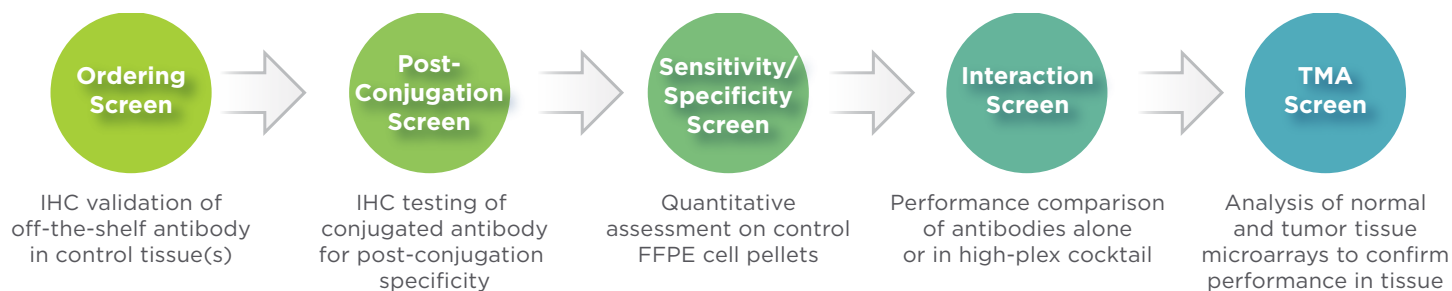 Ordering
Screen
IHC validation of
off-the-shelf antibody
in control tissue(s)
Post-
Conjugation
Screen
IHC testing of
conjugated antibody
for post-conjugation
specificity
Sensitivity/
Specificity
Screen
Quantitative
assessment on control
FFPE cell pellets
Interaction
Screen
Performance comparison
of antibodies alone
or in high-plex cocktail
TMA
Screen
Analysis of normal
and tumor tissue
microarrays to confirm
performance in tissue